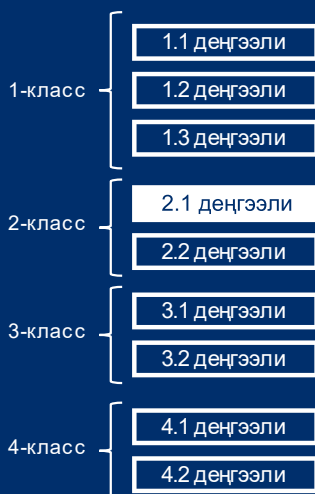 1-класс
1.1 деңгээли
1.2 деңгээли
1.3 деңгээли
2-класс
2.1 деңгээли
2.2 деңгээли
3-класс
3.1 деңгээли
3.2 деңгээли
4-класс
4.1 деңгээли
4.2 деңгээли